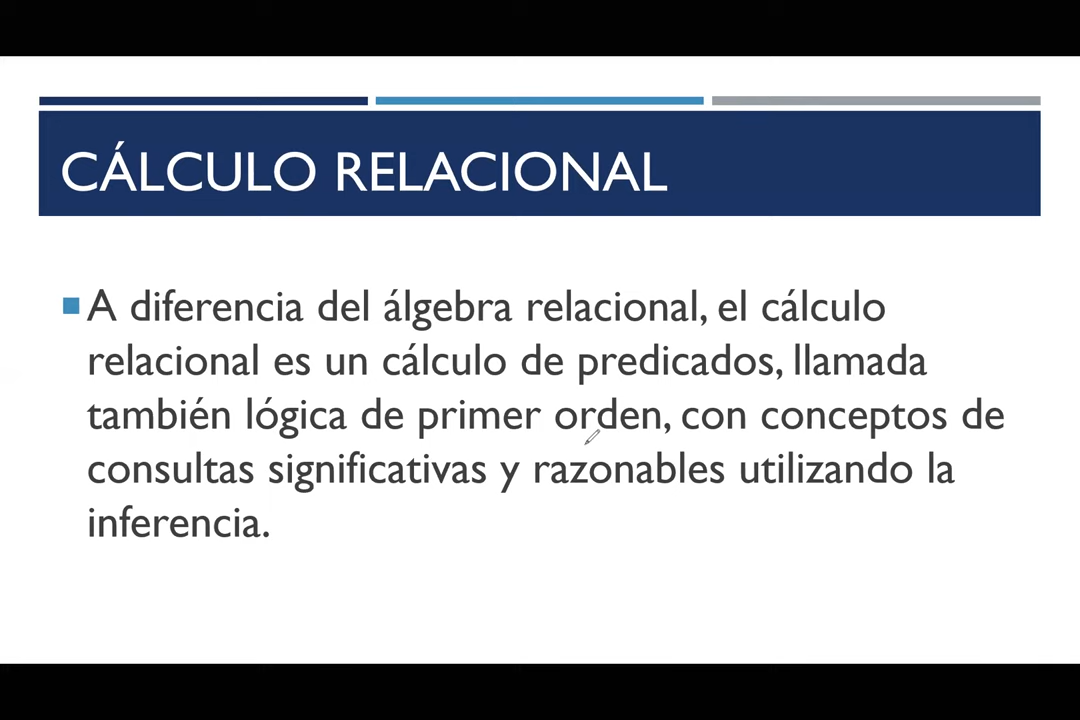 CÁLCULO RELACIONAL
A diferencia del álgebra relacional, el cálculo
relacional es un cálculo de predicados, llamada
también lógica de primer orden, con conceptos de
consultas significativas y razonables utilizando la
inferencia.